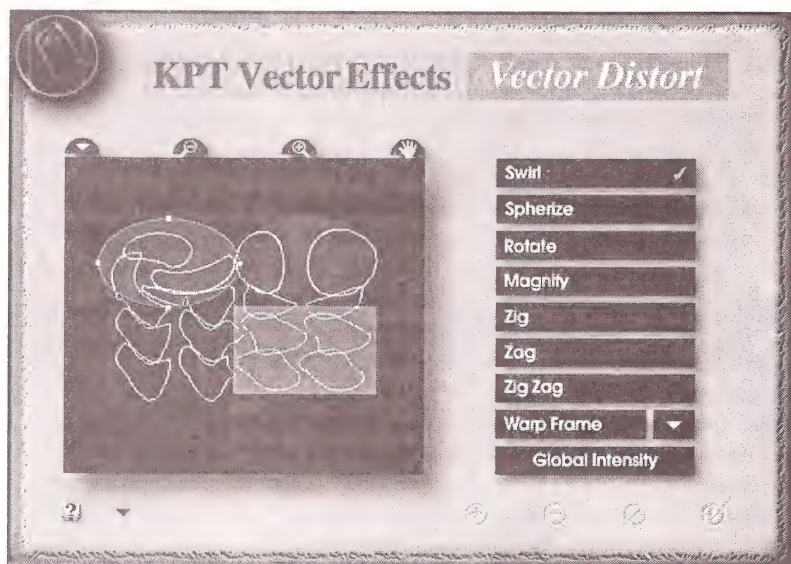 KPT Vector Effects Vector Distort
Swirl
Spherize
Rotate
Magnify
Zig
Zag
Zig Zag
Warp Frame
Global Intensity
?